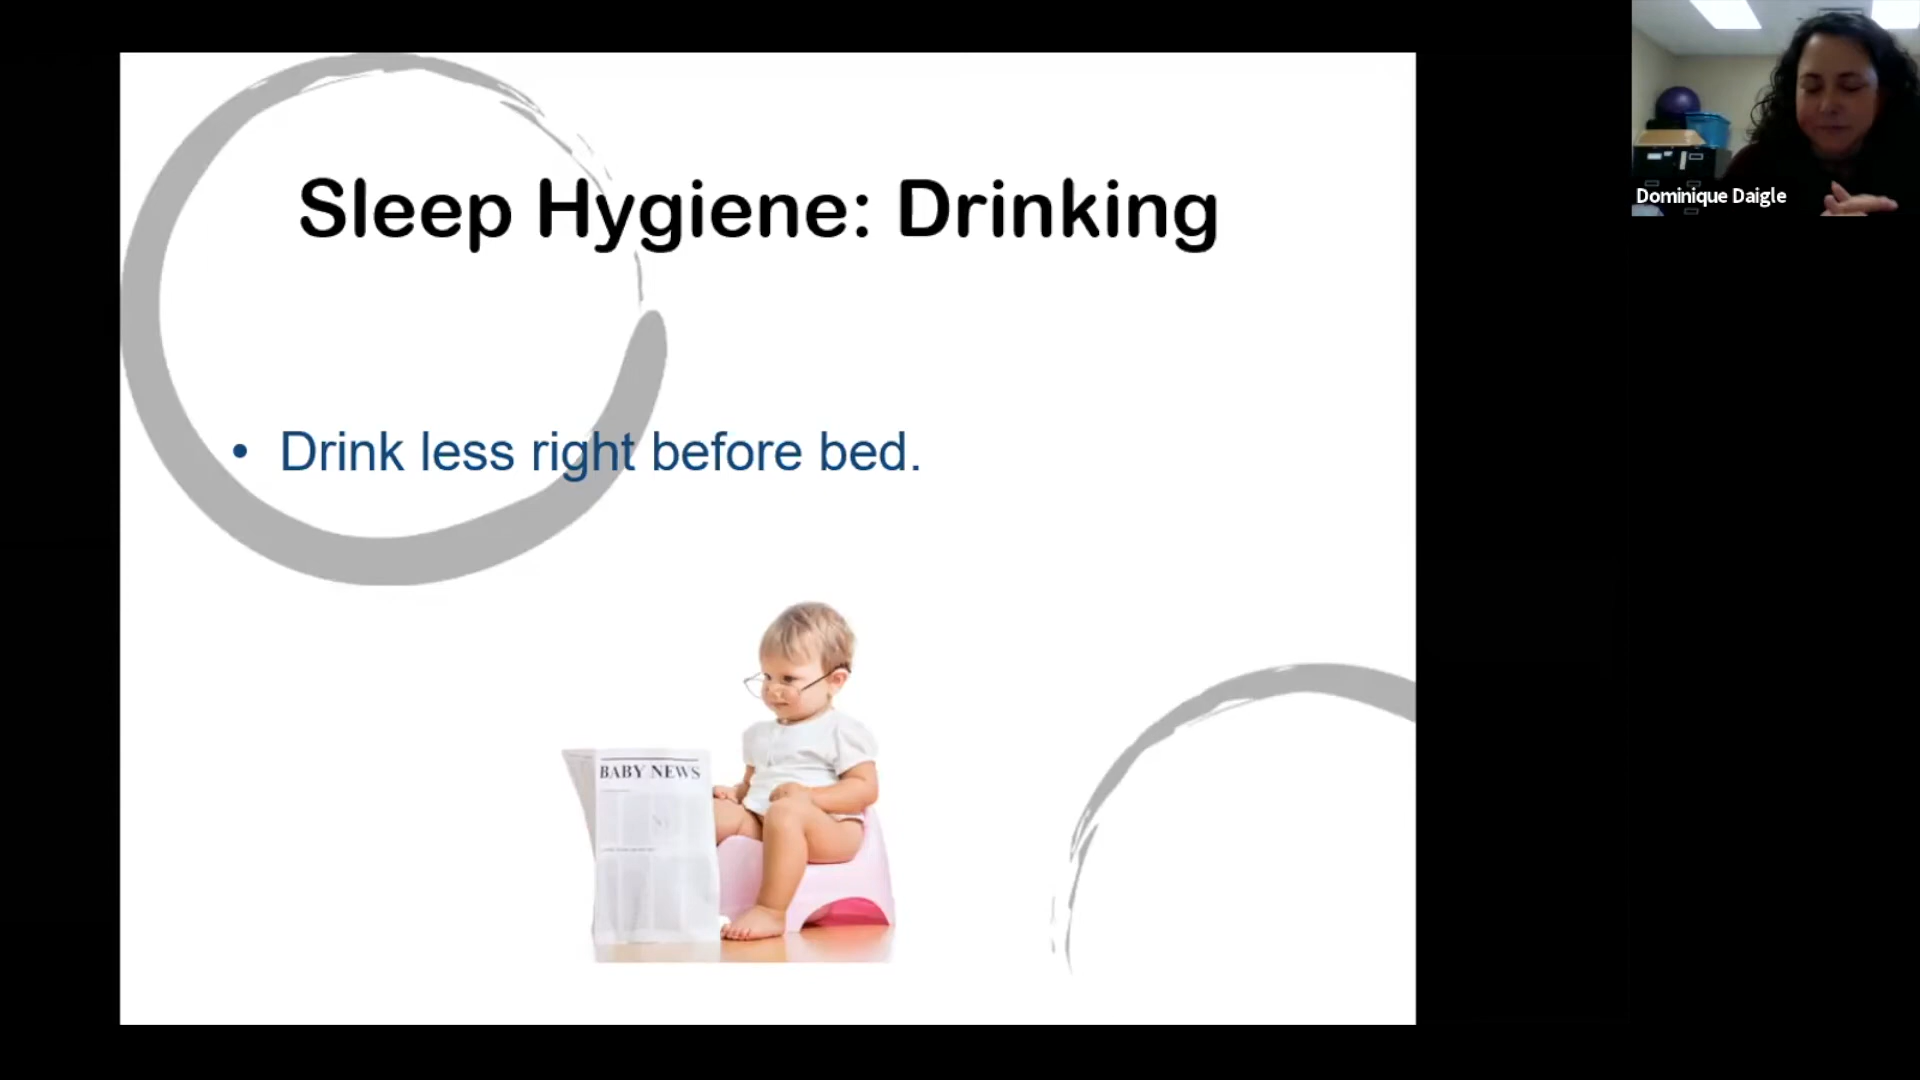 Sleep Hygiene: Drinking
• Drink less right before bed.
BABY NEWS
Dominique Daigle